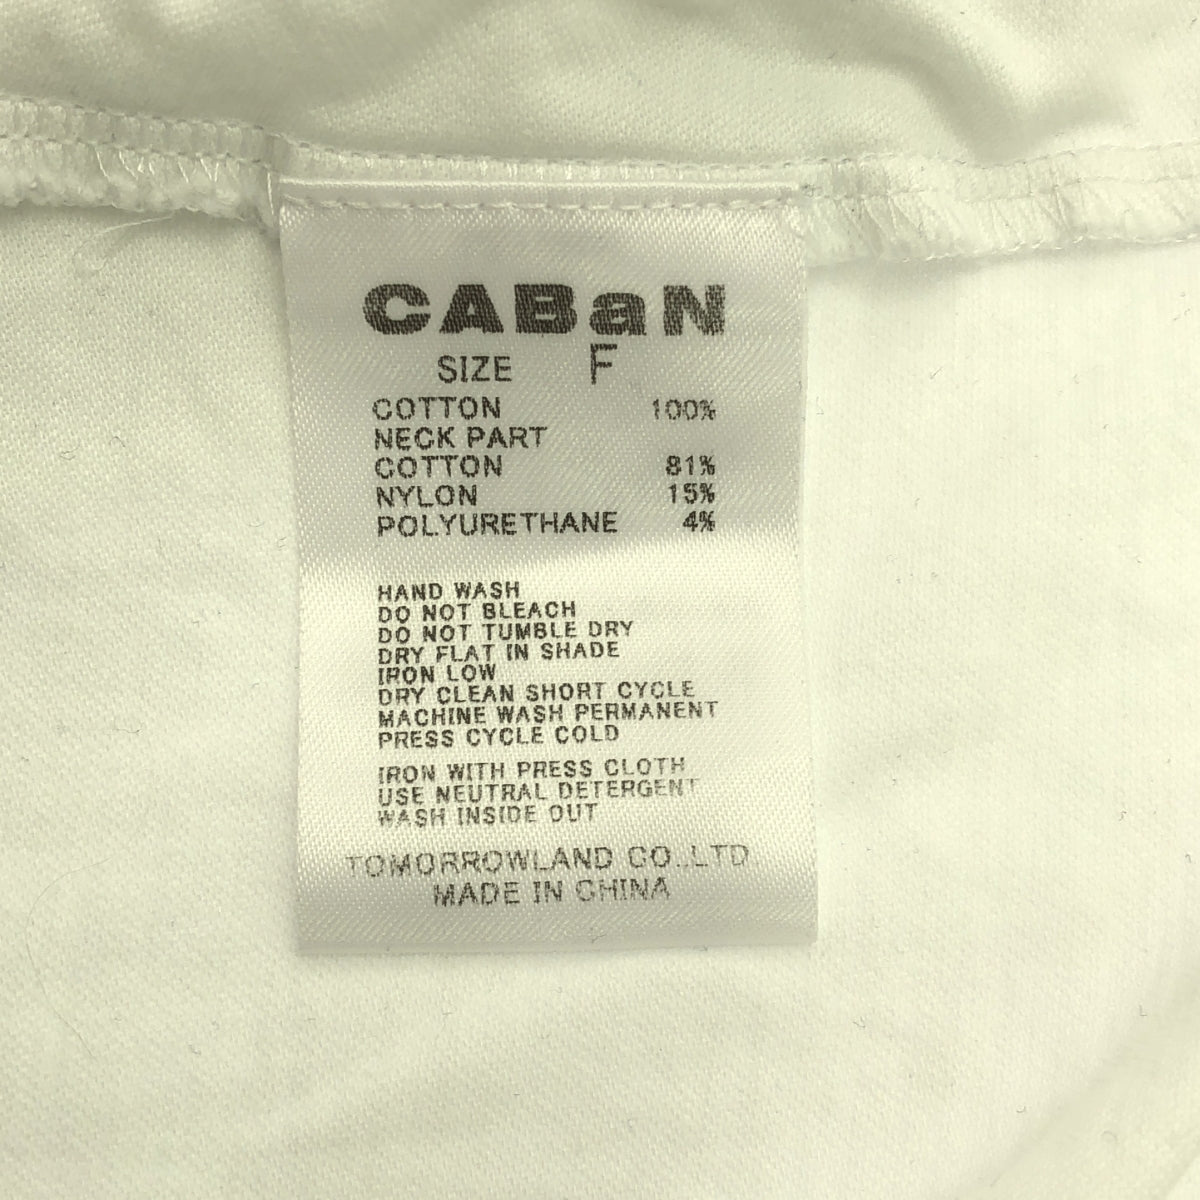 CABaN
SIZE F
COTTON 100%
NECK PART
COTTON 81%
NYLON 15%
POLYURETHANE 4%
HAND WASH
DO NOT BLEACH
DO NOT TUMBLE DRY
DRY FLAT IN SHADE
IRON LOW
DRY CLEAN SHORT CYCLE
MACHINE WASH PERMANENT
PRESS CYCLE COLD
IRON WITH PRESS CLOTH
USE NEUTRAL DETERGENT
WASH INSIDE OUT
TOMORROWLAND CO.,LTD.
MADE IN CHINA